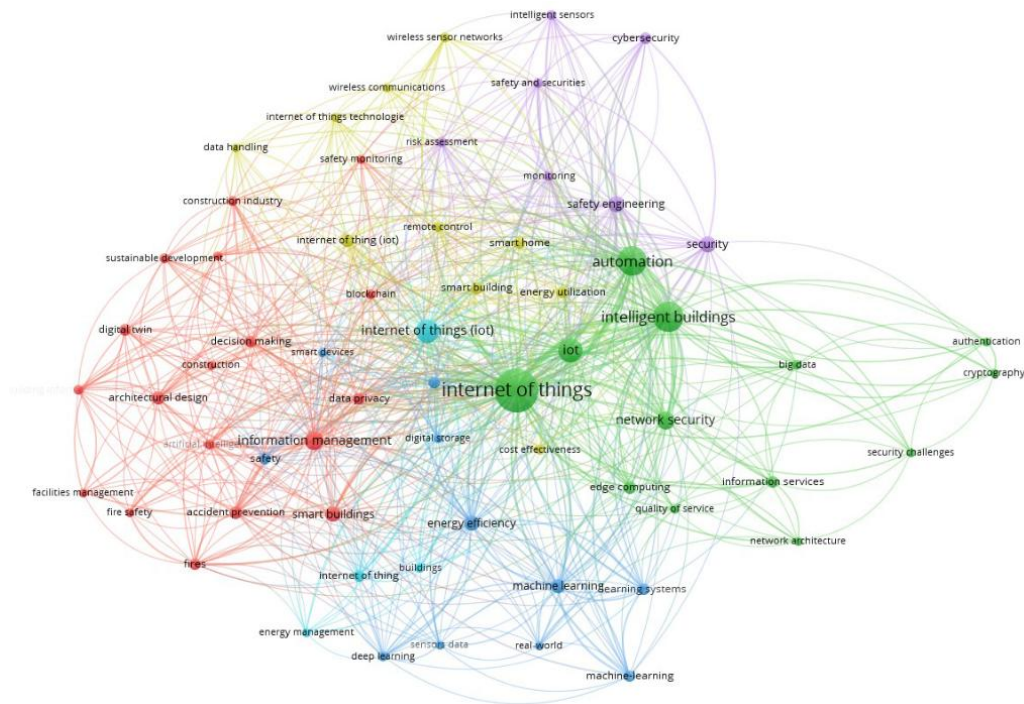 intelligent sensors
wireless sensor networks
cybersecurity
wireless communications
safety and securities
internet of things technologie
data handling
risk assessment
safety monitoring
monitoring
construction industry
safety engineering
internet of thing (iot)
remote control
smart home
security
sustainable development
automation
blockchain
smart building
energy utilization
intelligent buildings
digital twin
internet of things (iot)
decision making
smart devices
iot
authentication
construction
big data
cryptography
architectural design
data privacy
internet of things
network security
information management
digital storage
cost effectiveness
safety
security challenges
facilities management
edge computing
information services
fire safety
accident prevention
smart buildings
quality of service
energy efficiency
network architecture
fires
internet of thing
buildings
machine learning
learning systems
energy management
deep learning
sensors data
real-world
machine-learning